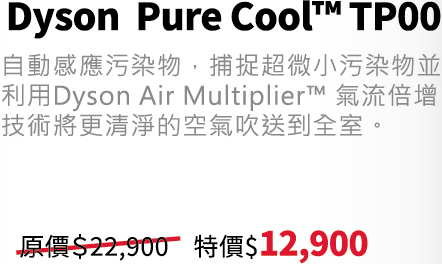 Dyson Pure Cool™ TP00
自動感應污染物，捕捉超微小污染物並
利用Dyson Air Multiplier™ 氣流倍增
技術將更清淨的空氣吹送到全室。
原價$22,900 特價$12,900